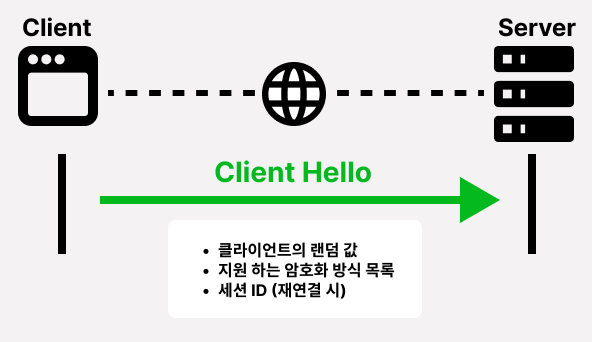 Client
Server
Client Hello
• 클라이언트의 랜덤 값
• 지원 하는 암호화 방식 목록
• 세션 ID (재연결 시)